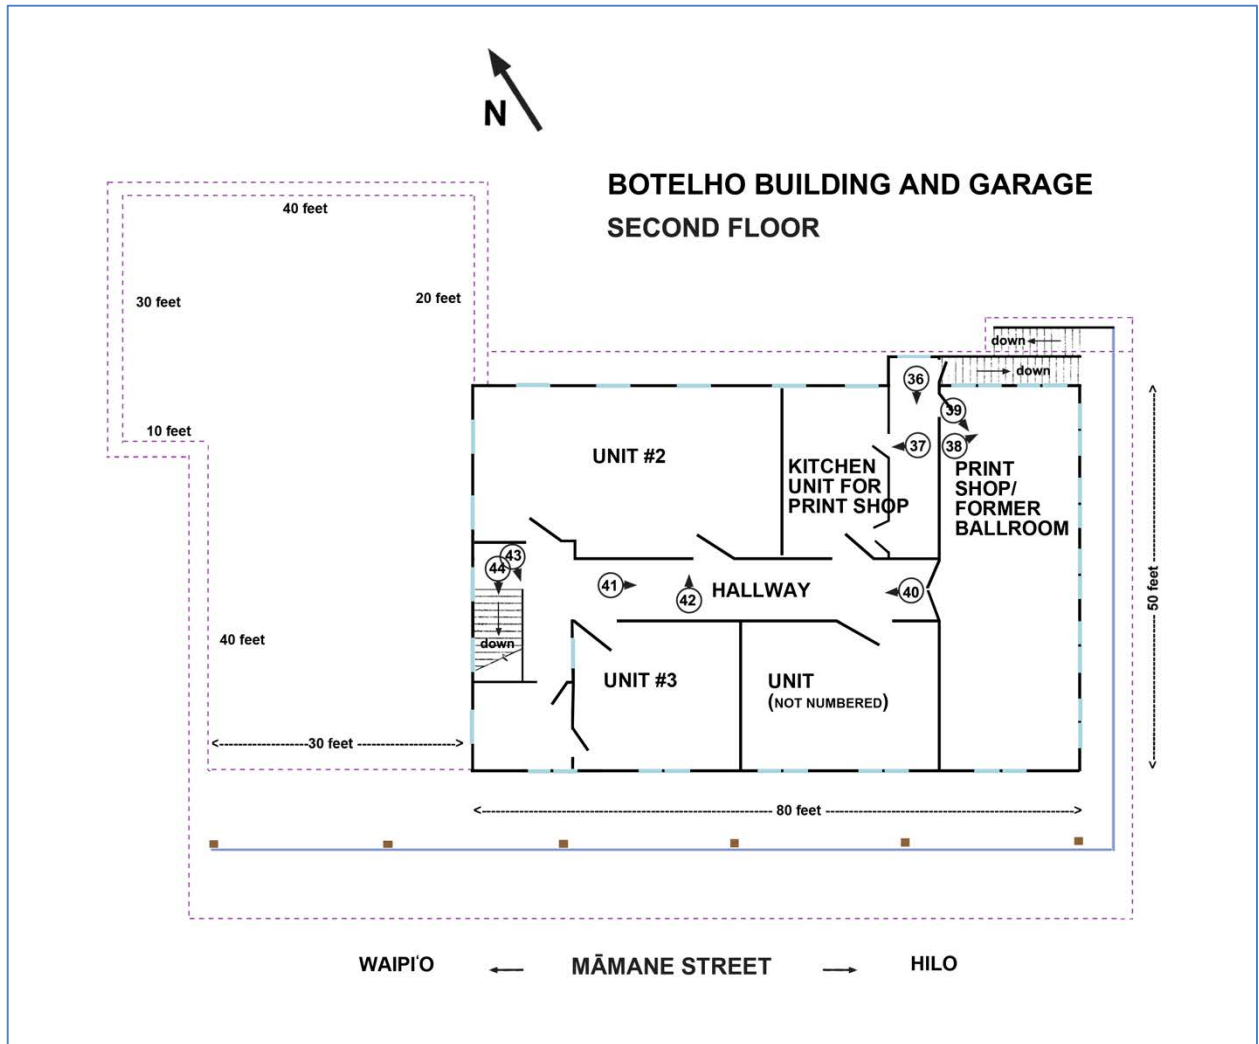 N
BOTELHO BUILDING AND GARAGE
SECOND FLOOR
40 feet
30 feet
20 feet
10 feet
40 feet
<--------------------30 feet ---------------->
down
down
36
39
38
37
UNIT #2
KITCHEN
UNIT FOR
PRINT SHOP
PRINT
SHOP/
FORMER
BALLROOM
43
44
41
42
HALLWAY
40
down
UNIT #3
UNIT
(NOT NUMBERED)
<---------------- 50 feet ---------------->
<---------------- 80 feet ---------------->
WAIPIʻO
MĀMANE STREET
HILO